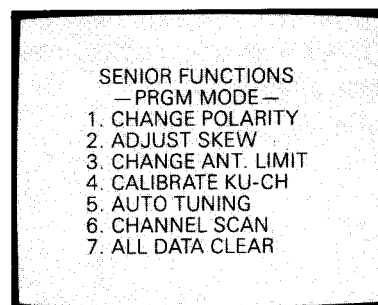 SENIOR FUNCTIONS
—PRGM MODE—
1. CHANGE POLARITY
2. ADJUST SKEW
3. CHANGE ANT. LIMIT
4. CALIBRATE KU-CH
5. AUTO TUNING
6. CHANNEL SCAN
7. ALL DATA CLEAR